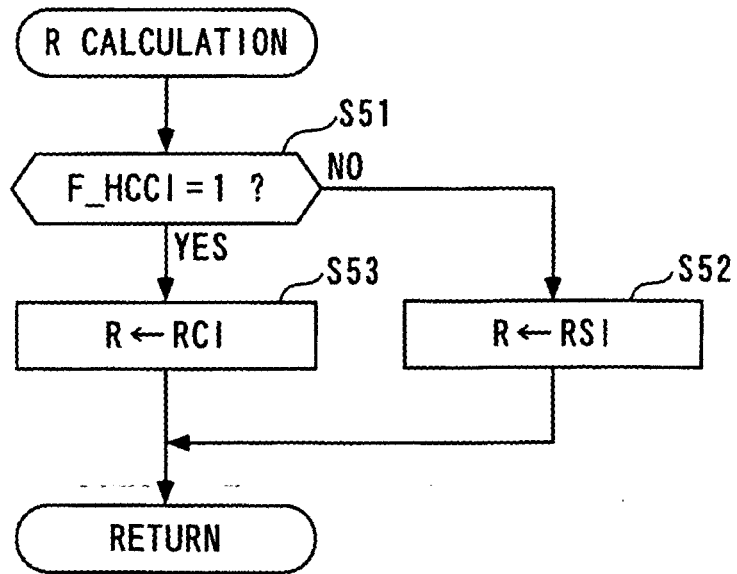 R CALCULATION
S51
F_HCCI=1 ?
NO
YES
S53
S52
R←RCI
R←RSI
RETURN